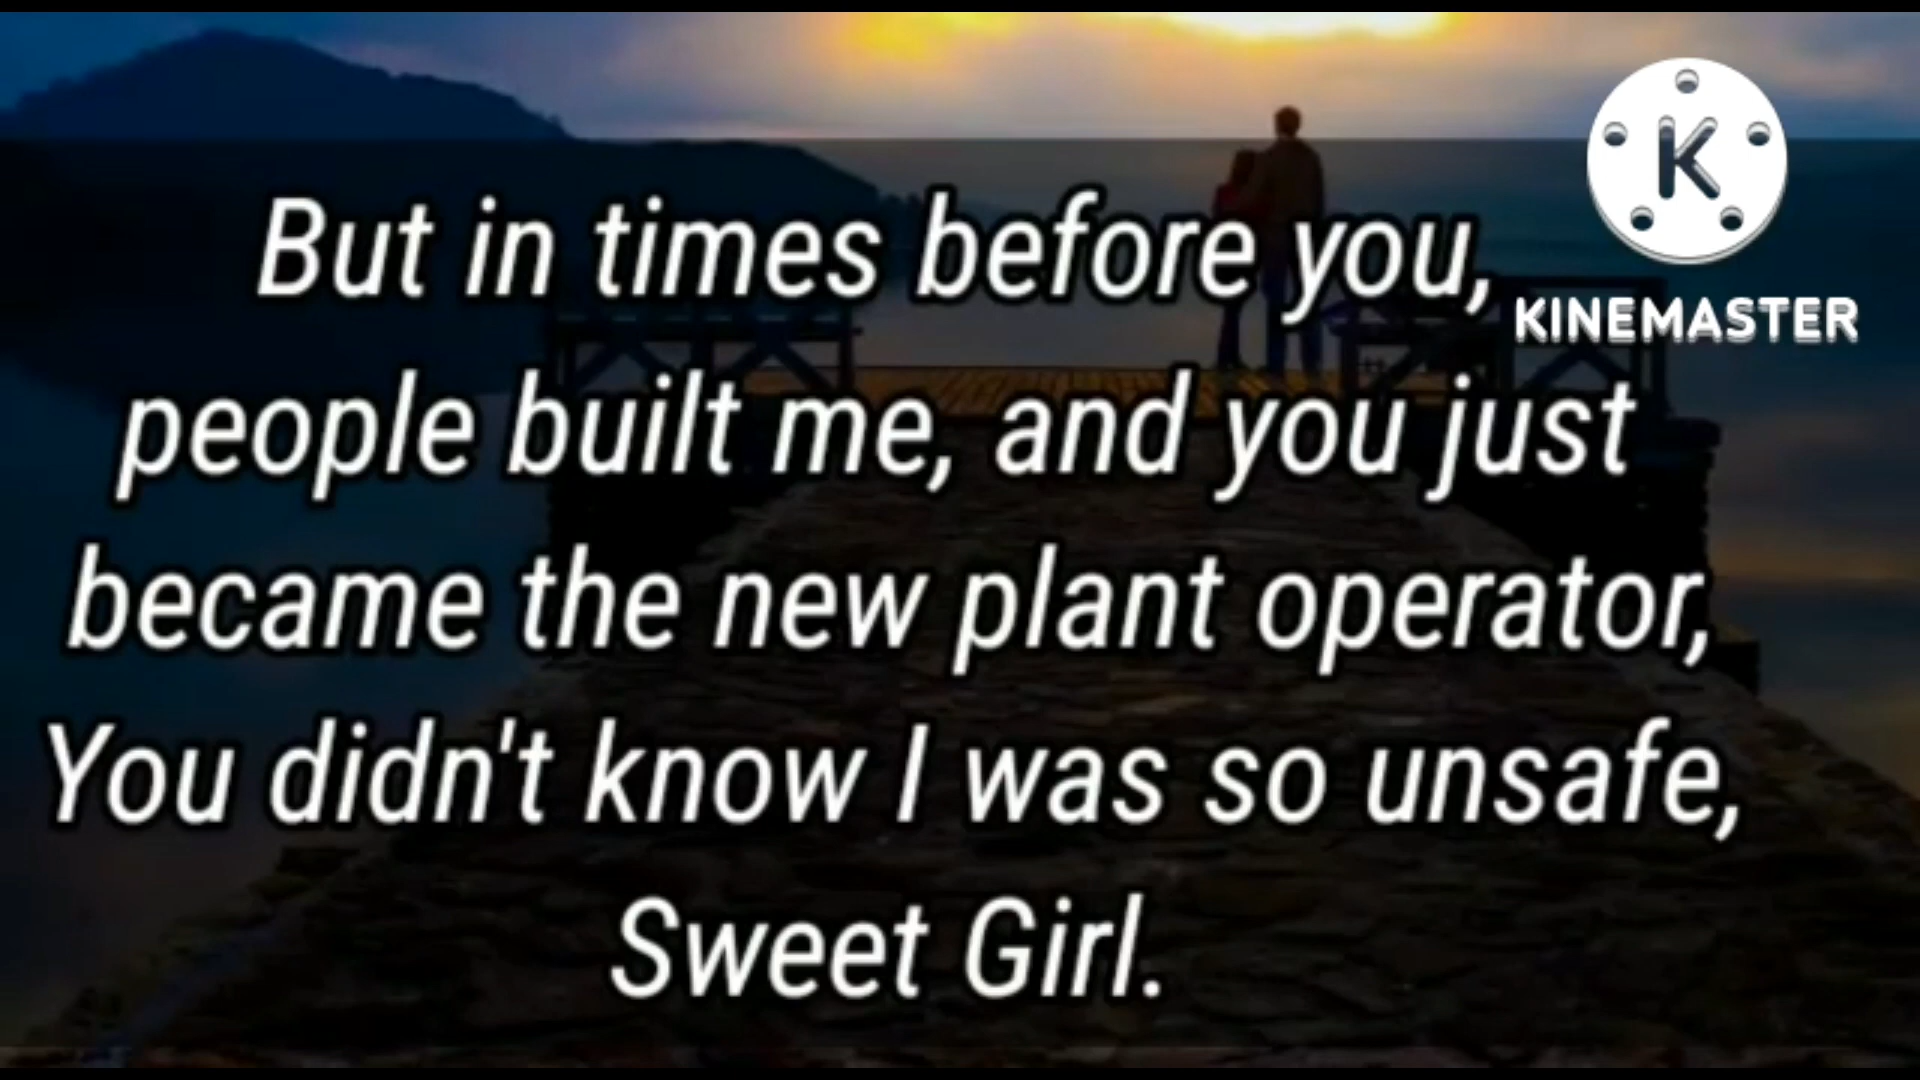 But in times before you,
people built me, and you just
became the new plant operator,
You didn't know I was so unsafe,
Sweet Girl.
K
KINEMASTER